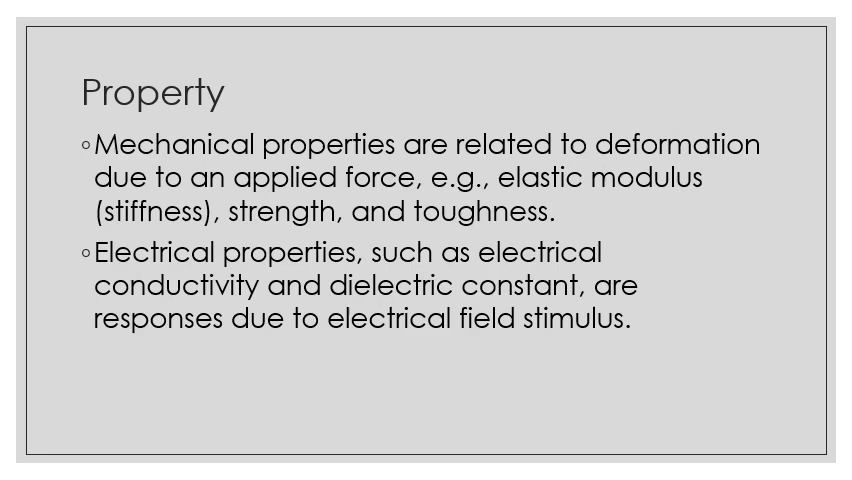 Property
◦Mechanical properties are related to deformation
due to an applied force, e.g., elastic modulus
(stiffness), strength, and toughness.
◦Electrical properties, such as electrical
conductivity and dielectric constant, are
responses due to electrical field stimulus.